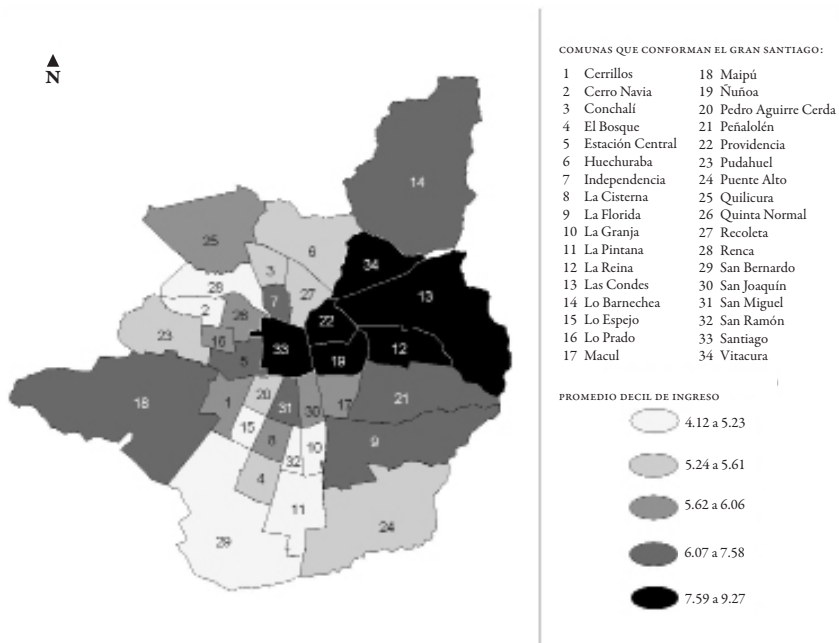 N
14
25
6
34
3
13
28
27
2
7
26
22
23
16
33
19
12
5
18
1
20
31
30
17
21
15
8
9
32
10
4
11
24
29
COMUNAS QUE CONFORMAN EL GRAN SANTIAGO:
1 Cerrillos
2 Cerro Navia
3 Conchalí
4 El Bosque
5 Estación Central
6 Huechuraba
7 Independencia
8 La Cisterna
9 La Florida
10 La Granja
11 La Pintana
12 La Reina
13 Las Condes
14 Lo Barnechea
15 Lo Espejo
16 Lo Prado
17 Macul
18 Maipú
19 Ñuñoa
20 Pedro Aguirre Cerda
21 Peñalolén
22 Providencia
23 Pudahuel
24 Puente Alto
25 Quilicura
26 Quinta Normal
27 Recoleta
28 Renca
29 San Bernardo
30 San Joaquín
31 San Miguel
32 San Ramón
33 Santiago
34 Vitacura
PROMEDIO DECIL DE INGRESO
4.12 a 5.23
5.24 a 5.61
5.62 a 6.06
6.07 a 7.58
7.59 a 9.27